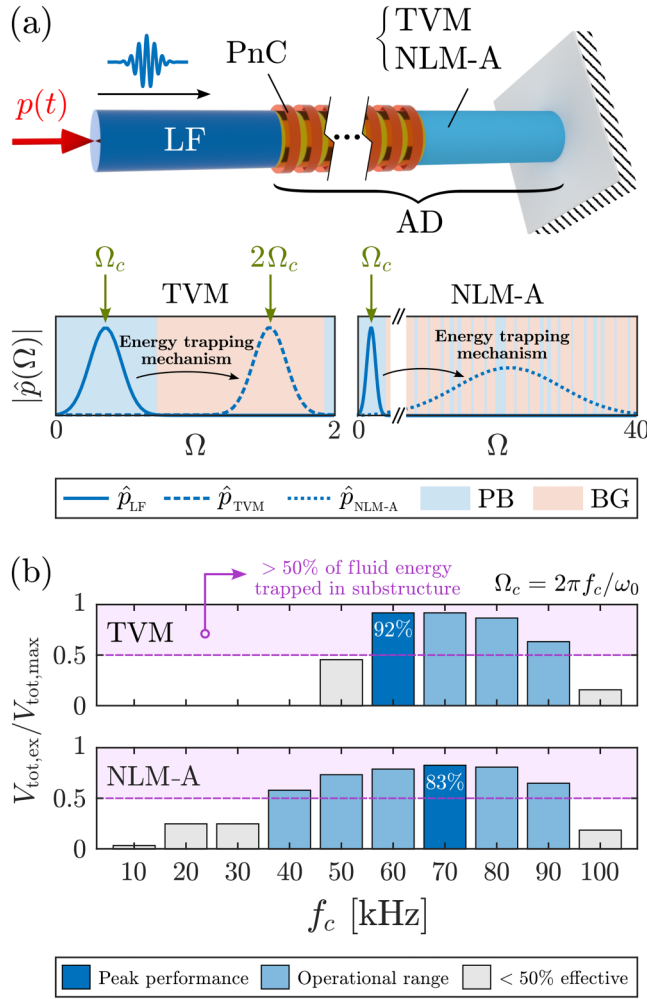 (a)
TVM
NLM-A
PnC
p(t)
LF
...
AD
Ω_c
2Ω_c
Ω_c
TVM
NLM-A
|p̂(Ω)|
Energy trapping
mechanism
Energy trapping
mechanism
0
Ω
2
0
Ω
40
p̂_LF
p̂_TVM
p̂_NLM-A
PB
BG
(b)
> 50% of fluid energy
trapped in substructure
Ω_c = 2πf_c/ω_0
V_tot,ex/V_tot,max
1
TVM
92%
0.5
0
1
NLM-A
83%
0.5
0
10 20 30 40 50 60 70 80 90 100
f_c [kHz]
Peak performance
Operational range
< 50% effective